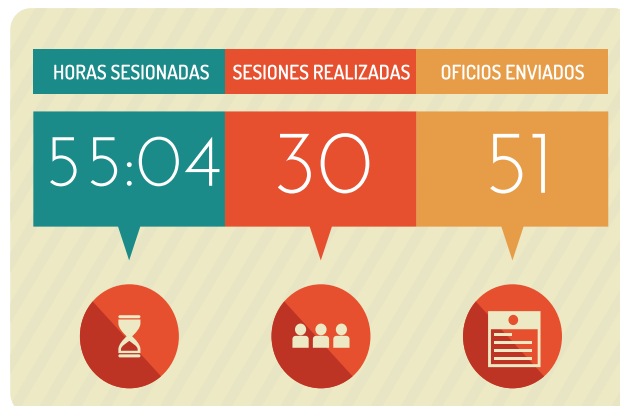 HORAS SESIONADAS
SESIONES REALIZADAS
OFICIOS ENVIADOS
55:04
30
51